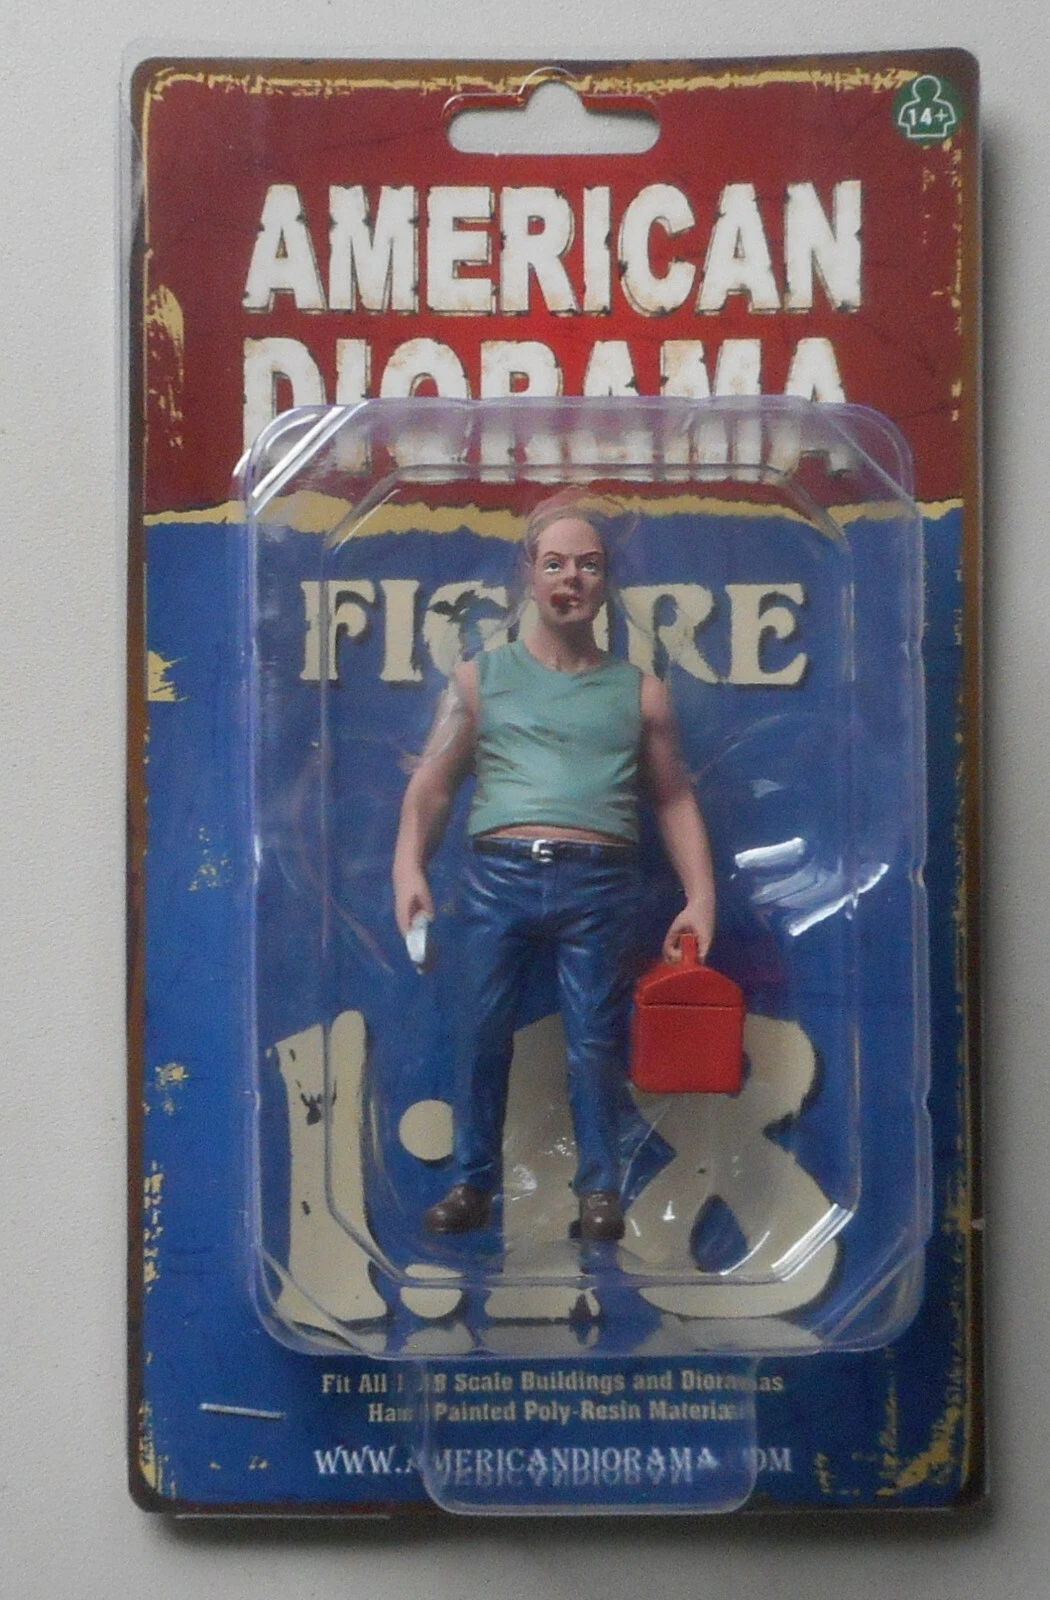 14+
AMERICAN
DIORAMA
FIGURE
1:18
Fit All 1:18 Scale Buildings and Dioramas
Hand Painted Poly-Resin Material
WWW.AMERICANDIORAMA.COM